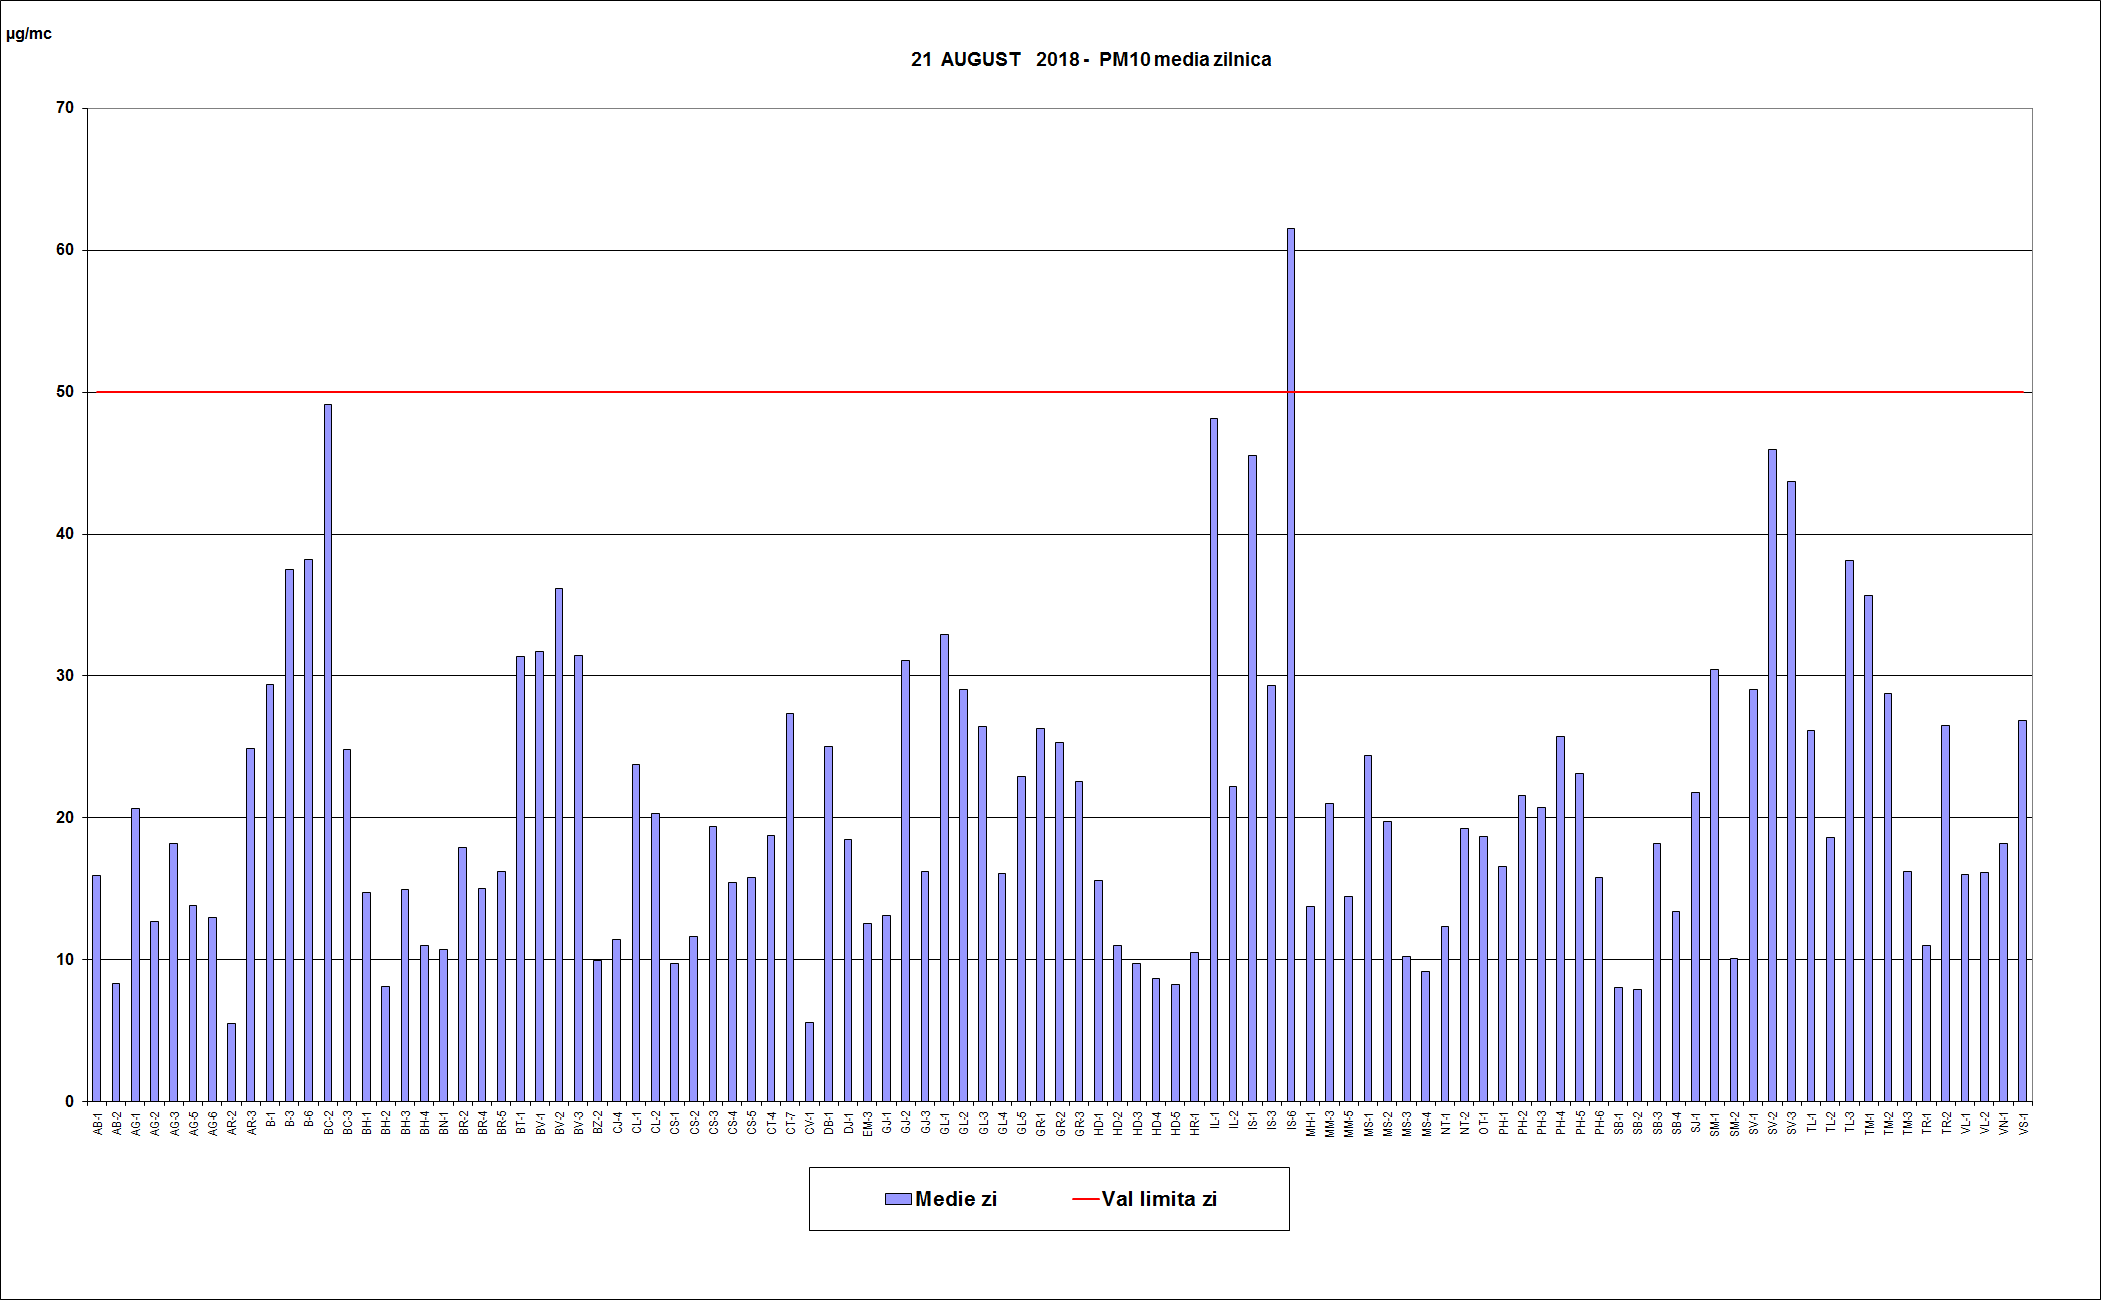 µg/mc
21 AUGUST 2018 - PM10 media zilnica
70
60
50
40
30
20
10
0
AB-1 AB-2 AG-1 AG-2 AG-3 AG-5 AG-6 AR-2 AR-3 B-1 B-3 B-6 BC-2 BC-3 BH-1 BH-2 BH-3 BH-4 BN-1 BR-2 BR-4 BR-5 BT-1 BV-1 BV-2 BV-3 BZ-2 CJ-4 CL-1 CL-2 CS-1 CS-2 CS-3 CS-4 CS-5 CT-4 CT-7 CV-1 DB-1 DJ-1 EM-3 GJ-1 GJ-2 GJ-3 GL-1 GL-2 GL-3 GL-4 GL-5 GR-1 GR-2 GR-3 HD-1 HD-2 HD-3 HD-4 HD-5 HR-1 IL-1 IL-2 IS-1 IS-3 IS-6 MH-1 MM-3 MM-5 MS-1 MS-2 MS-3 MS-4 NT-1 NT-2 OT-1 PH-1 PH-2 PH-3 PH-4 PH-5 PH-6 SB-1 SB-2 SB-3 SB-4 SJ-1 SM-1 SM-2 SV-1 SV-2 SV-3 TL-1 TL-2 TL-3 TM-1 TM-2 TM-3 TR-1 TR-2 VL-1 VL-2 VN-1 VS-1
Medie zi Val limita zi